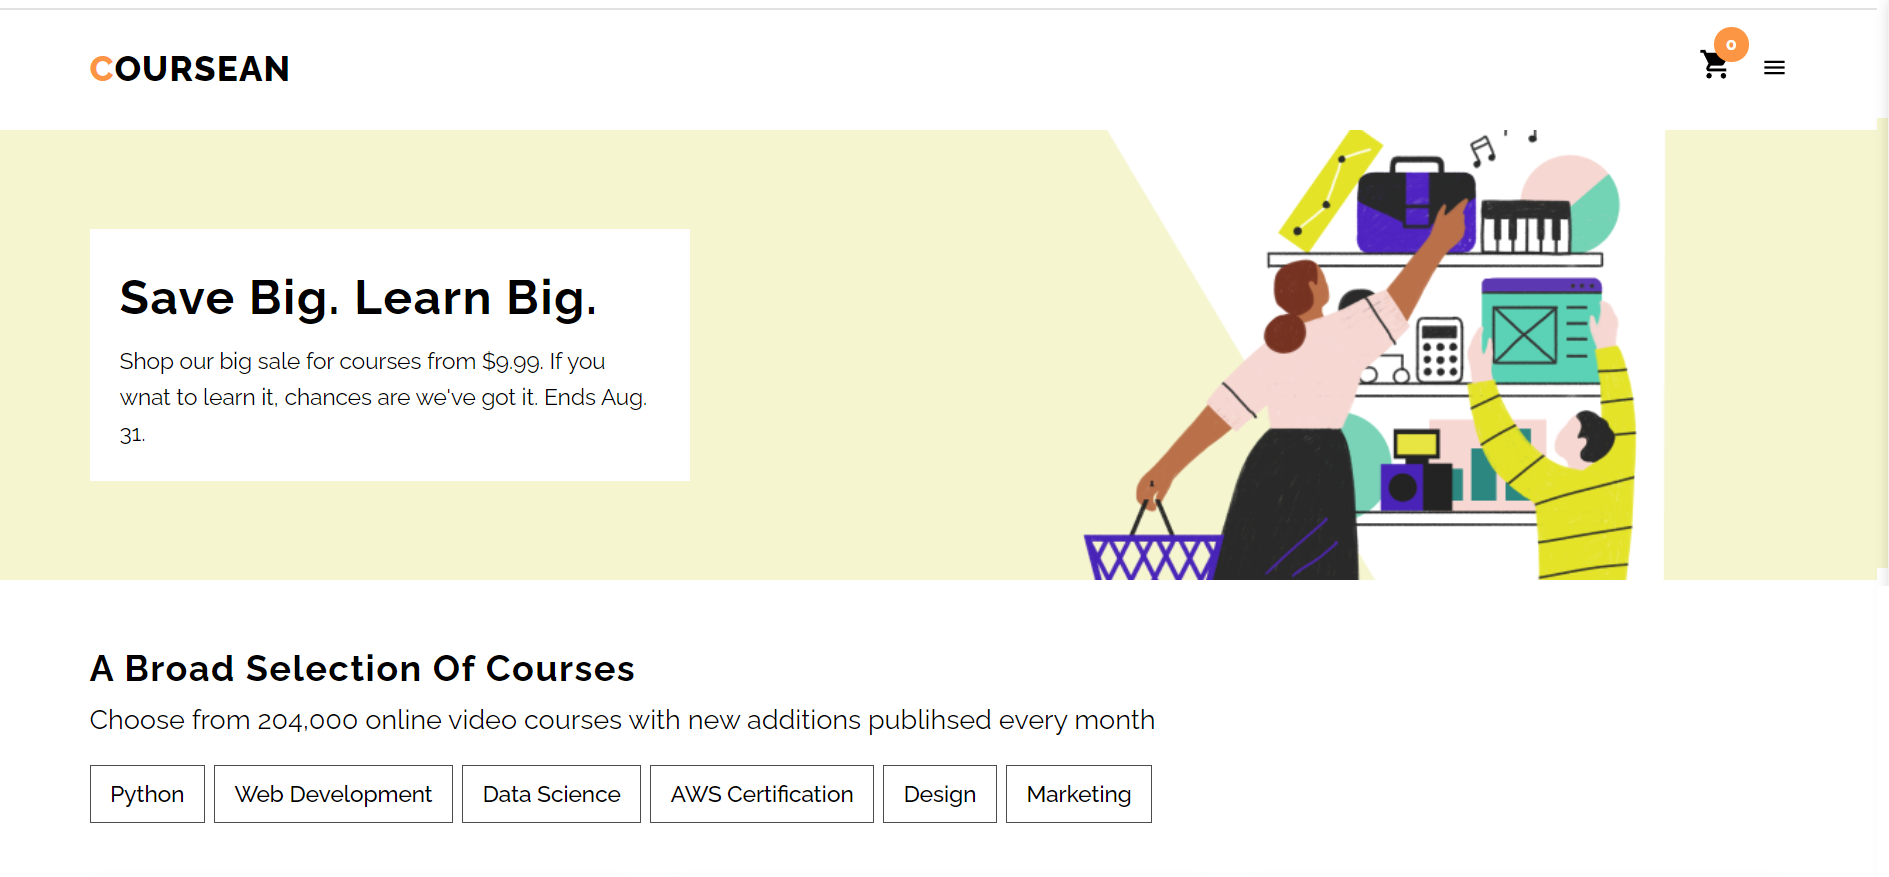 COURSEAN
0
Save Big. Learn Big.
Shop our big sale for courses from $9.99. If you
wnat to learn it, chances are we've got it. Ends Aug.
31.
A Broad Selection Of Courses
Choose from 204,000 online video courses with new additions publihsed every month
Python
Web Development
Data Science
AWS Certification
Design
Marketing